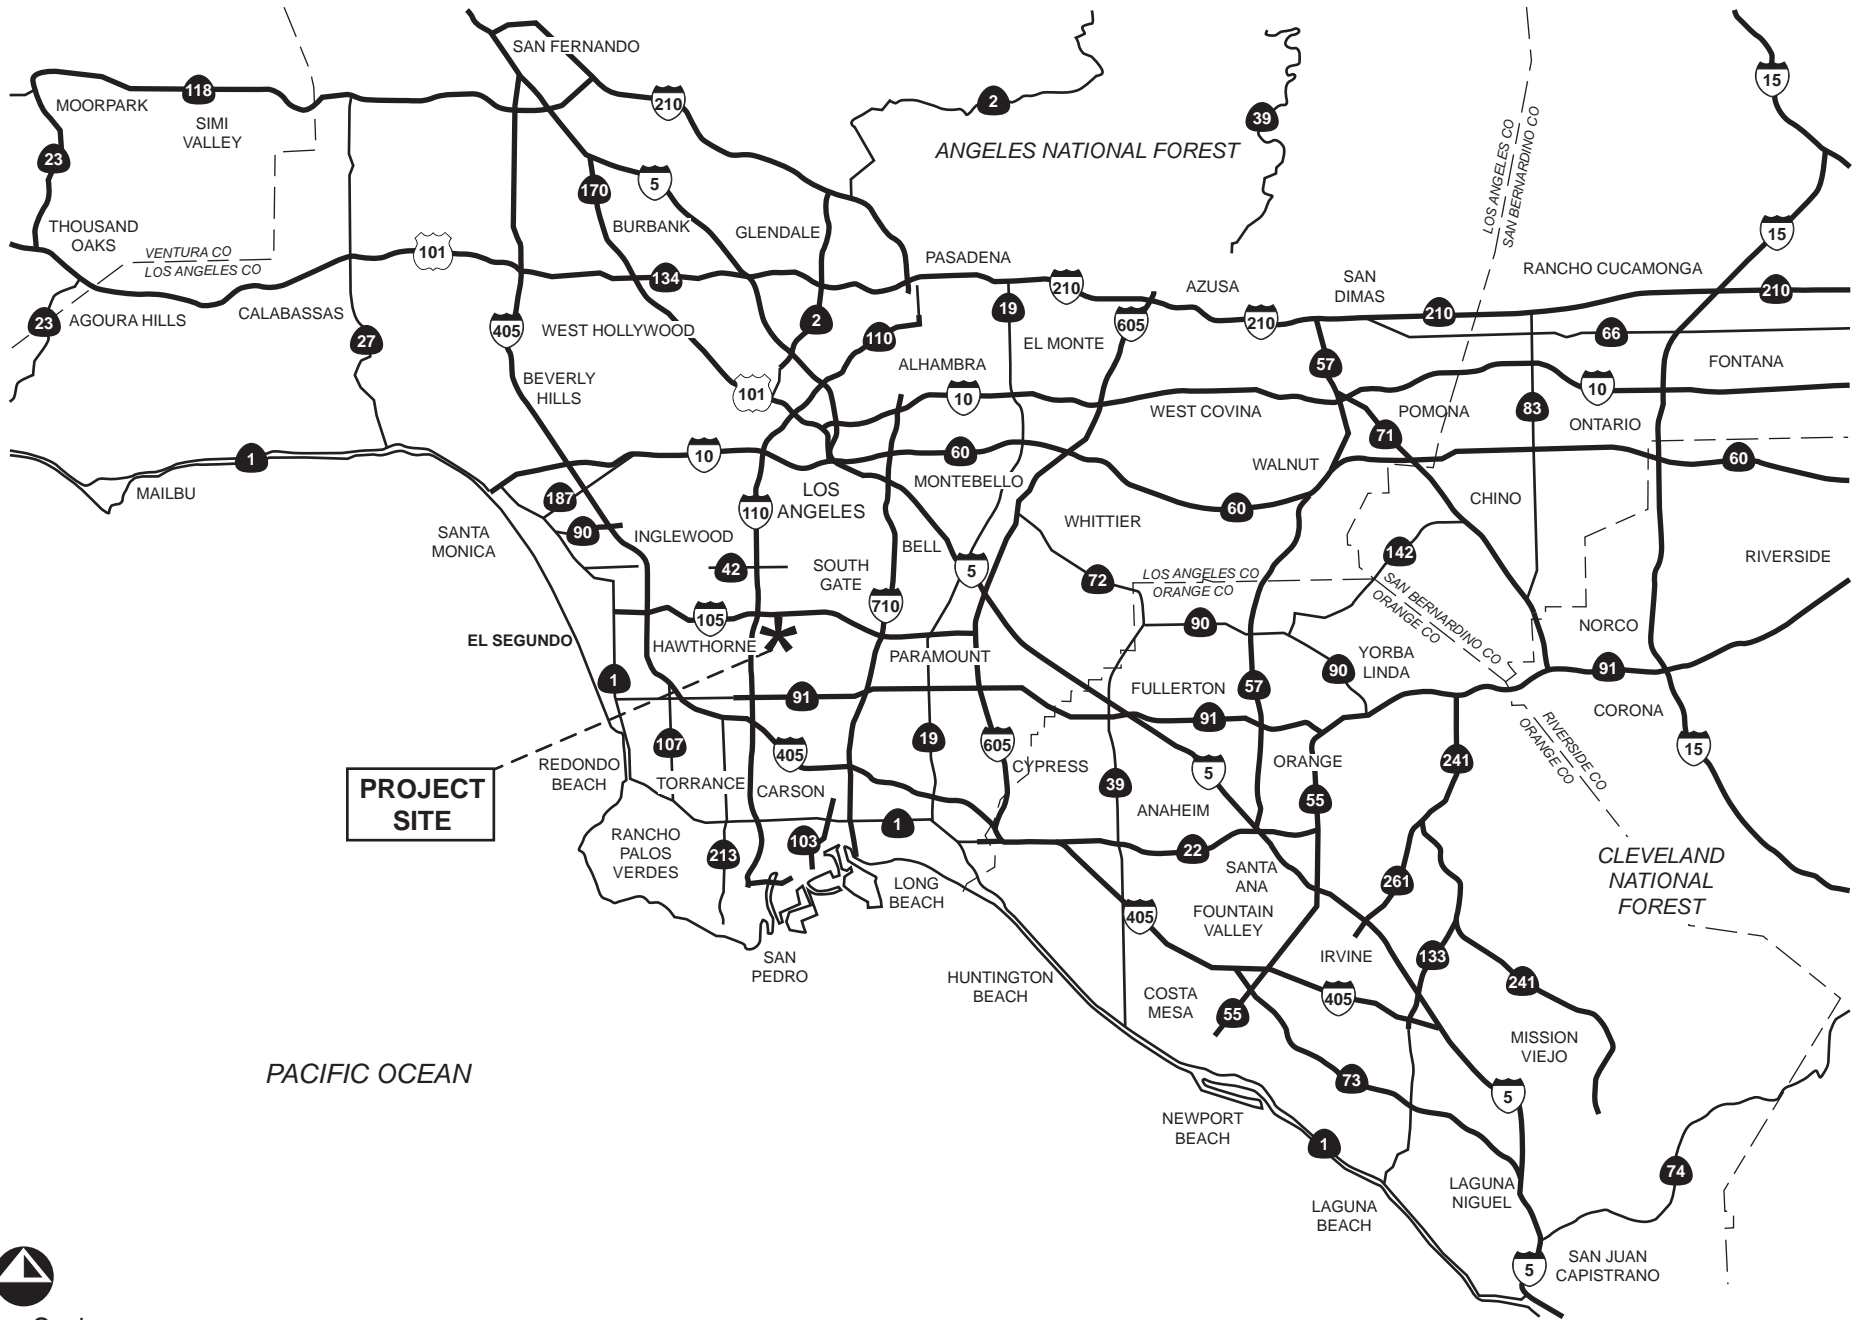 SAN FERNANDO
15
MOORPARK
118
210
2
39
SIMI
VALLEY
ANGELES NATIONAL FOREST
LOS ANGELES CO
SAN BERNARDINO CO
23
170
5
THOUSAND
OAKS
BURBANK
GLENDALE
15
VENTURA CO
LOS ANGELES CO
101
134
PASADENA
210
AZUSA
SAN
DIMAS
RANCHO CUCAMONGA
210
23
AGOURA HILLS
CALABASSAS
27
405
WEST HOLLYWOOD
2
110
19
605
210
210
66
EL MONTE
ALHAMBRA
57
FONTANA
BEVERLY
HILLS
101
10
10
WEST COVINA
POMONA
83
ONTARIO
71
1
10
60
WALNUT
60
MAILBU
187
LOS
ANGELES
MONTEBELLO
CHINO
110
60
SANTA
MONICA
90
INGLEWOOD
WHITTIER
BELL
142
RIVERSIDE
42
SOUTH
GATE
5
72
LOS ANGELES CO
ORANGE CO
SAN BERNARDINO CO
ORANGE CO
710
105
90
NORCO
EL SEGUNDO
HAWTHORNE
PARAMOUNT
YORBA
LINDA
90
91
1
91
FULLERTON
57
91
CORONA
RIVERSIDE CO
ORANGE CO
107
405
19
605
15
REDONDO
BEACH
TORRANCE
CARSON
CYPRESS
5
ORANGE
241
PROJECT
SITE
39
ANAHEIM
55
RANCHO
PALOS
VERDES
213
103
1
22
SANTA
ANA
CLEVELAND
NATIONAL
FOREST
261
LONG
BEACH
405
FOUNTAIN
VALLEY
SAN
PEDRO
IRVINE
133
HUNTINGTON
BEACH
COSTA
MESA
55
405
241
MISSION
VIEJO
PACIFIC OCEAN
73
5
NEWPORT
BEACH
1
74
LAGUNA
NIGUEL
LAGUNA
BEACH
SAN JUAN
CAPISTRANO
5